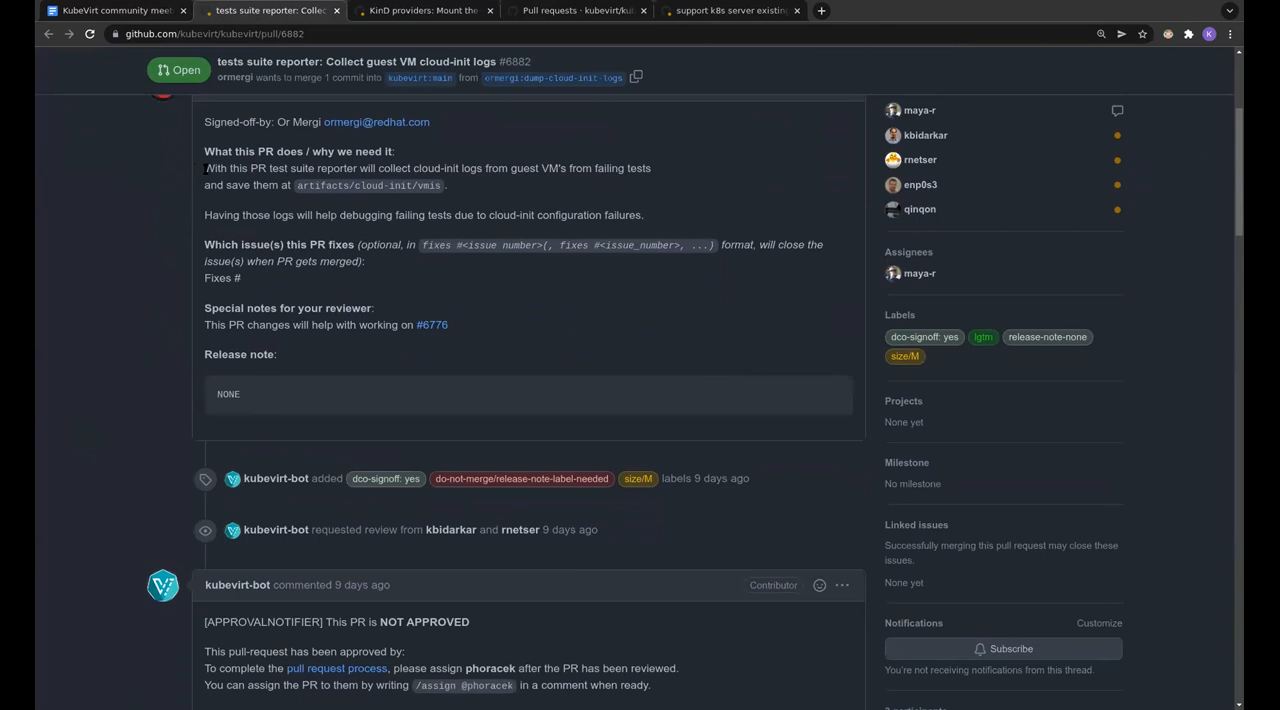 KubeVirt community meet
tests suite reporter: Collec
KinD providers: Mount the
Pull requests · kubevirt/kub
support k8s server existing
github.com/kubevirt/kubevirt/pull/6882
K
Open
tests suite reporter: Collect guest VM cloud-init logs #6882
ormergi wants to merge 1 commit into kubevirt:main from ormergi:dump-cloud-init-logs
Signed-off-by: Or Mergi ormergi@redhat.com
What this PR does / why we need it:
With this PR test suite reporter will collect cloud-init logs from guest VM's from failing tests
and save them at artifacts/cloud-init/vmis.
Having those logs will help debugging failing tests due to cloud-init configuration failures.
Which issue(s) this PR fixes (optional, in fixes #<issue number>(, fixes #<issue_number>, ...) format, will close the
issue(s) when PR gets merged):
Fixes #
Special notes for your reviewer:
This PR changes will help with working on #6776
Release note:
NONE
kubevirt-bot added dco-signoff: yes do-not-merge/release-note-label-needed size/M labels 9 days ago
kubevirt-bot requested review from kbidarkar and rnetser 9 days ago
kubevirt-bot commented 9 days ago
Contributor
[APPROVALNOTIFIER] This PR is NOT APPROVED
This pull-request has been approved by:
To complete the pull request process, please assign phoracek after the PR has been reviewed.
You can assign the PR to them by writing /assign @phoracek in a comment when ready.
maya-r
kbidarkar
rnetser
enp0s3
qinqon
Assignees
maya-r
Labels
dco-signoff: yes lgtm release-note-none
size/M
Projects
None yet
Milestone
No milestone
Linked issues
Successfully merging this pull request may close these
issues.
None yet
Notifications
Customize
Subscribe
You're not receiving notifications from this thread.